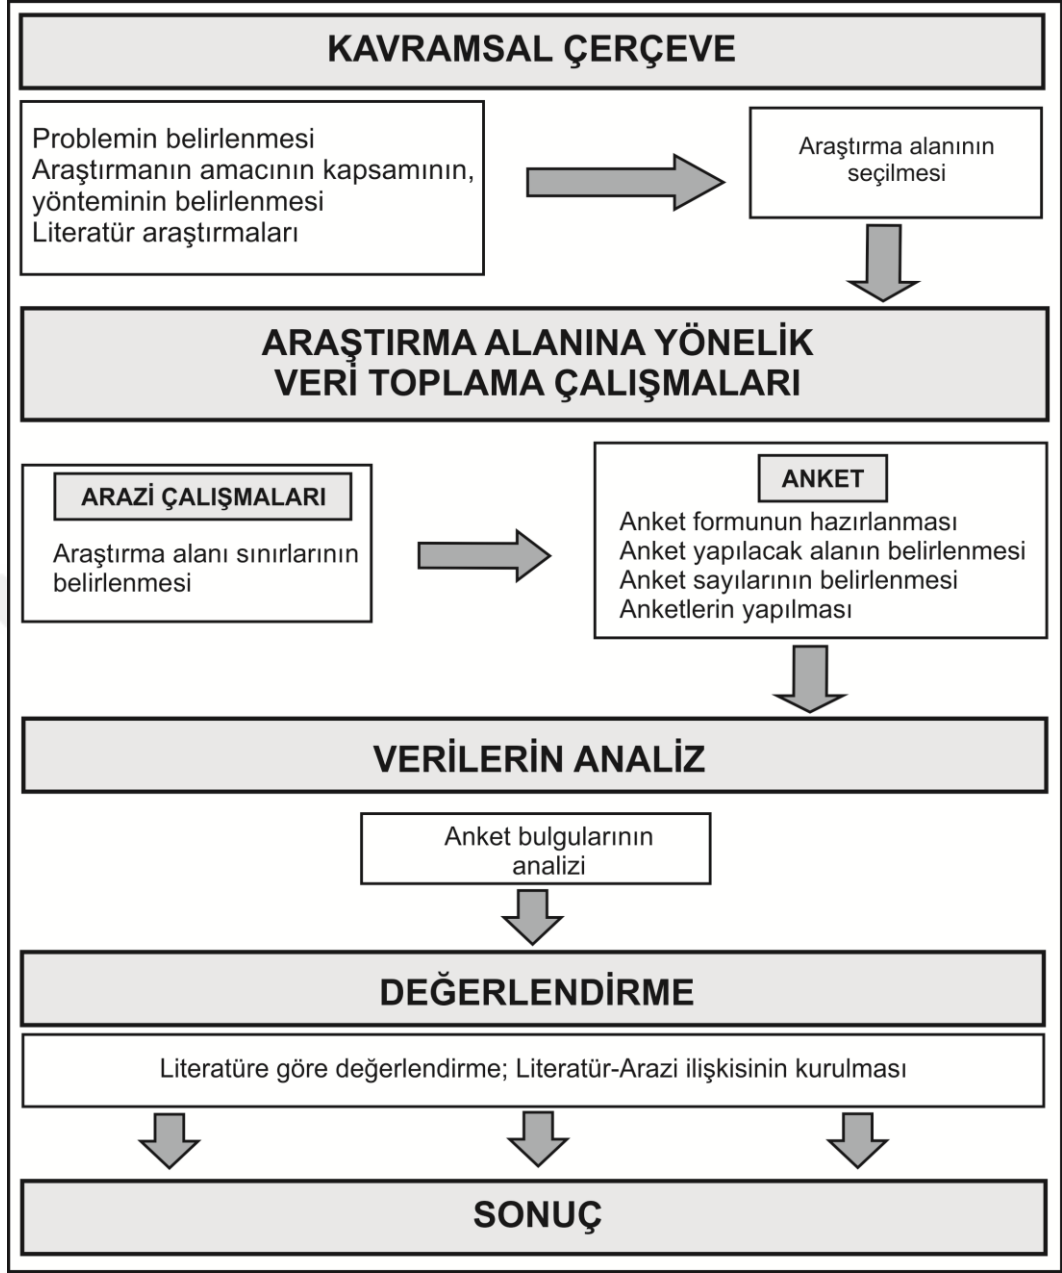 KAVRAMSAL ÇERÇEVE
Problemin belirlenmesi
Araştırmanın amacının kapsamının,
yönteminin belirlenmesi
Literatür araştırmaları
Araştırma alanının
seçilmesi
ARAŞTIRMA ALANINA YÖNELİK
VERİ TOPLAMA ÇALIŞMALARI
ARAZİ ÇALIŞMALARI
Araştırma alanı sınırlarının
belirlenmesi
ANKET
Anket formunun hazırlanması
Anket yapılacak alanın belirlenmesi
Anket sayılarının belirlenmesi
Anketlerin yapılması
VERİLERİN ANALİZ
Anket bulgularının
analizi
DEĞERLENDİRME
Literatüre göre değerlendirme; Literatür-Arazi ilişkisinin kurulması
SONUÇ